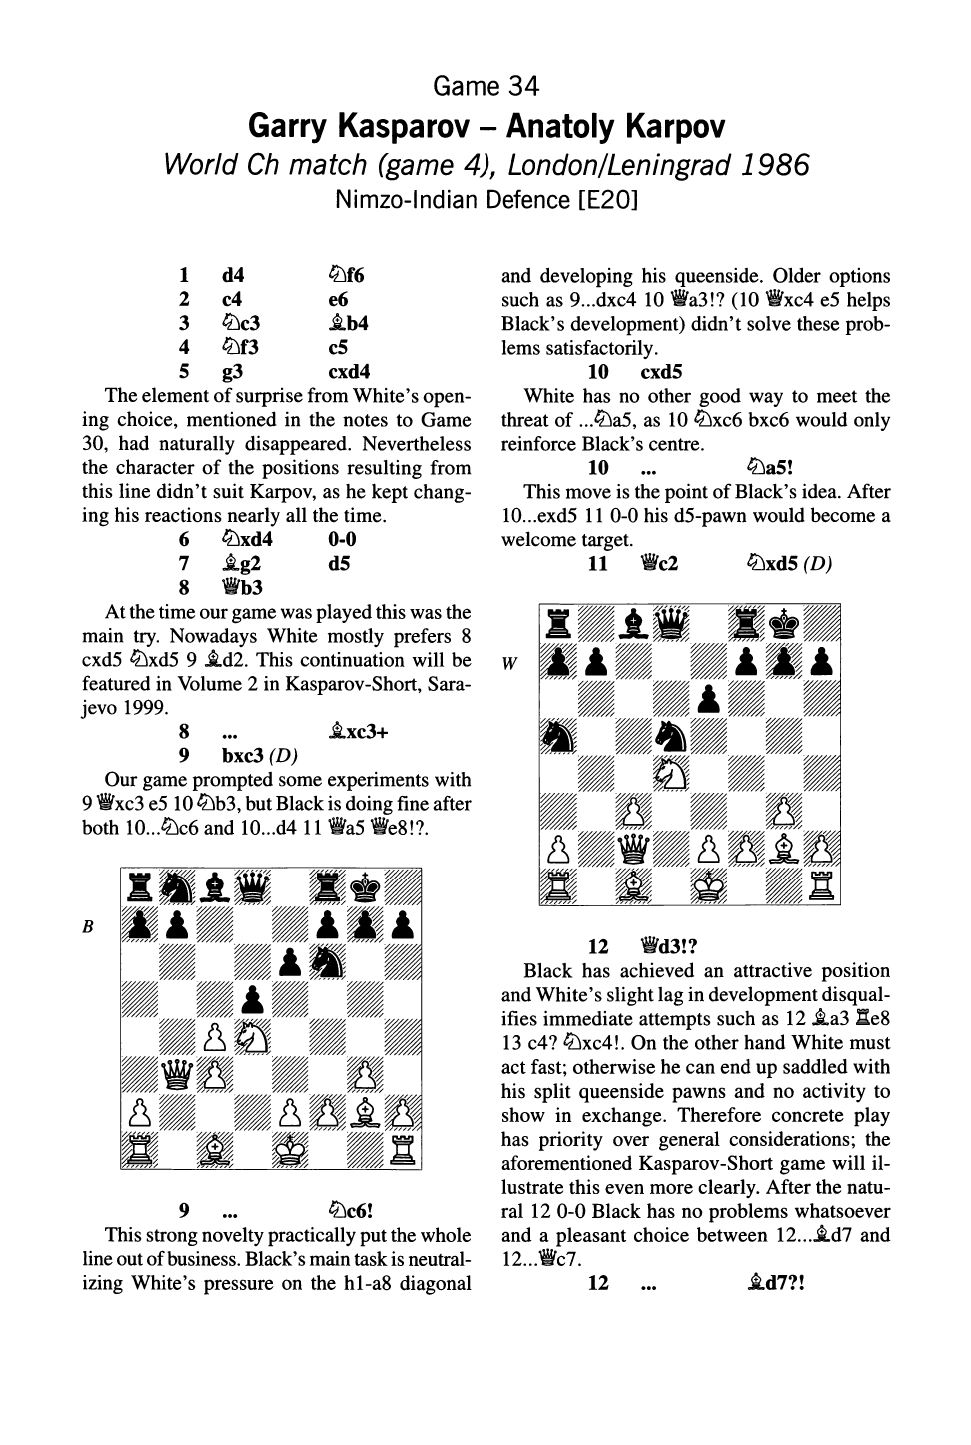 Game 34
Garry Kasparov – Anatoly Karpov
World Ch match (game 4), London/Leningrad 1986
Nimzo-Indian Defence [E20]
1 d4 ♘f6
2 c4 e6
3 ♘c3 ♗b4
4 ♘f3 c5
5 g3 cxd4
The element of surprise from White's open-
ing choice, mentioned in the notes to Game
30, had naturally disappeared. Nevertheless
the character of the positions resulting from
this line didn't suit Karpov, as he kept chang-
ing his reactions nearly all the time.
6 ♘xd4 0-0
7 ♗g2 d5
8 ♕b3
At the time our game was played this was the
main try. Nowadays White mostly prefers 8
cxd5 ♘xd5 9 ♗d2. This continuation will be
featured in Volume 2 in Kasparov-Short, Sara-
jevo 1999.
8 ... ♗xc3+
9 bxc3 (D)
Our game prompted some experiments with
9 ♕xc3 e5 10 ♘b3, but Black is doing fine after
both 10...♘c6 and 10...d4 11 ♕a5 ♕e8!?.
B
9 ... ♘c6!
This strong novelty practically put the whole
line out of business. Black's main task is neutral-
izing White's pressure on the h1-a8 diagonal
and developing his queenside. Older options
such as 9...dxc4 10 ♕a3!? (10 ♕xc4 e5 helps
Black's development) didn't solve these prob-
lems satisfactorily.
10 cxd5
White has no other good way to meet the
threat of ...♘a5, as 10 ♘xc6 bxc6 would only
reinforce Black's centre.
10 ... ♘a5!
This move is the point of Black's idea. After
10...exd5 11 0-0 his d5-pawn would become a
welcome target.
11 ♕c2 ♘xd5 (D)
W
12 ♕d3!?
Black has achieved an attractive position
and White's slight lag in development disqual-
ifies immediate attempts such as 12 ♗a3 ♖e8
13 c4? ♘xc4!. On the other hand White must
act fast; otherwise he can end up saddled with
his split queenside pawns and no activity to
show in exchange. Therefore concrete play
has priority over general considerations; the
aforementioned Kasparov-Short game will il-
lustrate this even more clearly. After the natu-
ral 12 0-0 Black has no problems whatsoever
and a pleasant choice between 12...♗d7 and
12...♕c7.
12 ... ♗d7?!